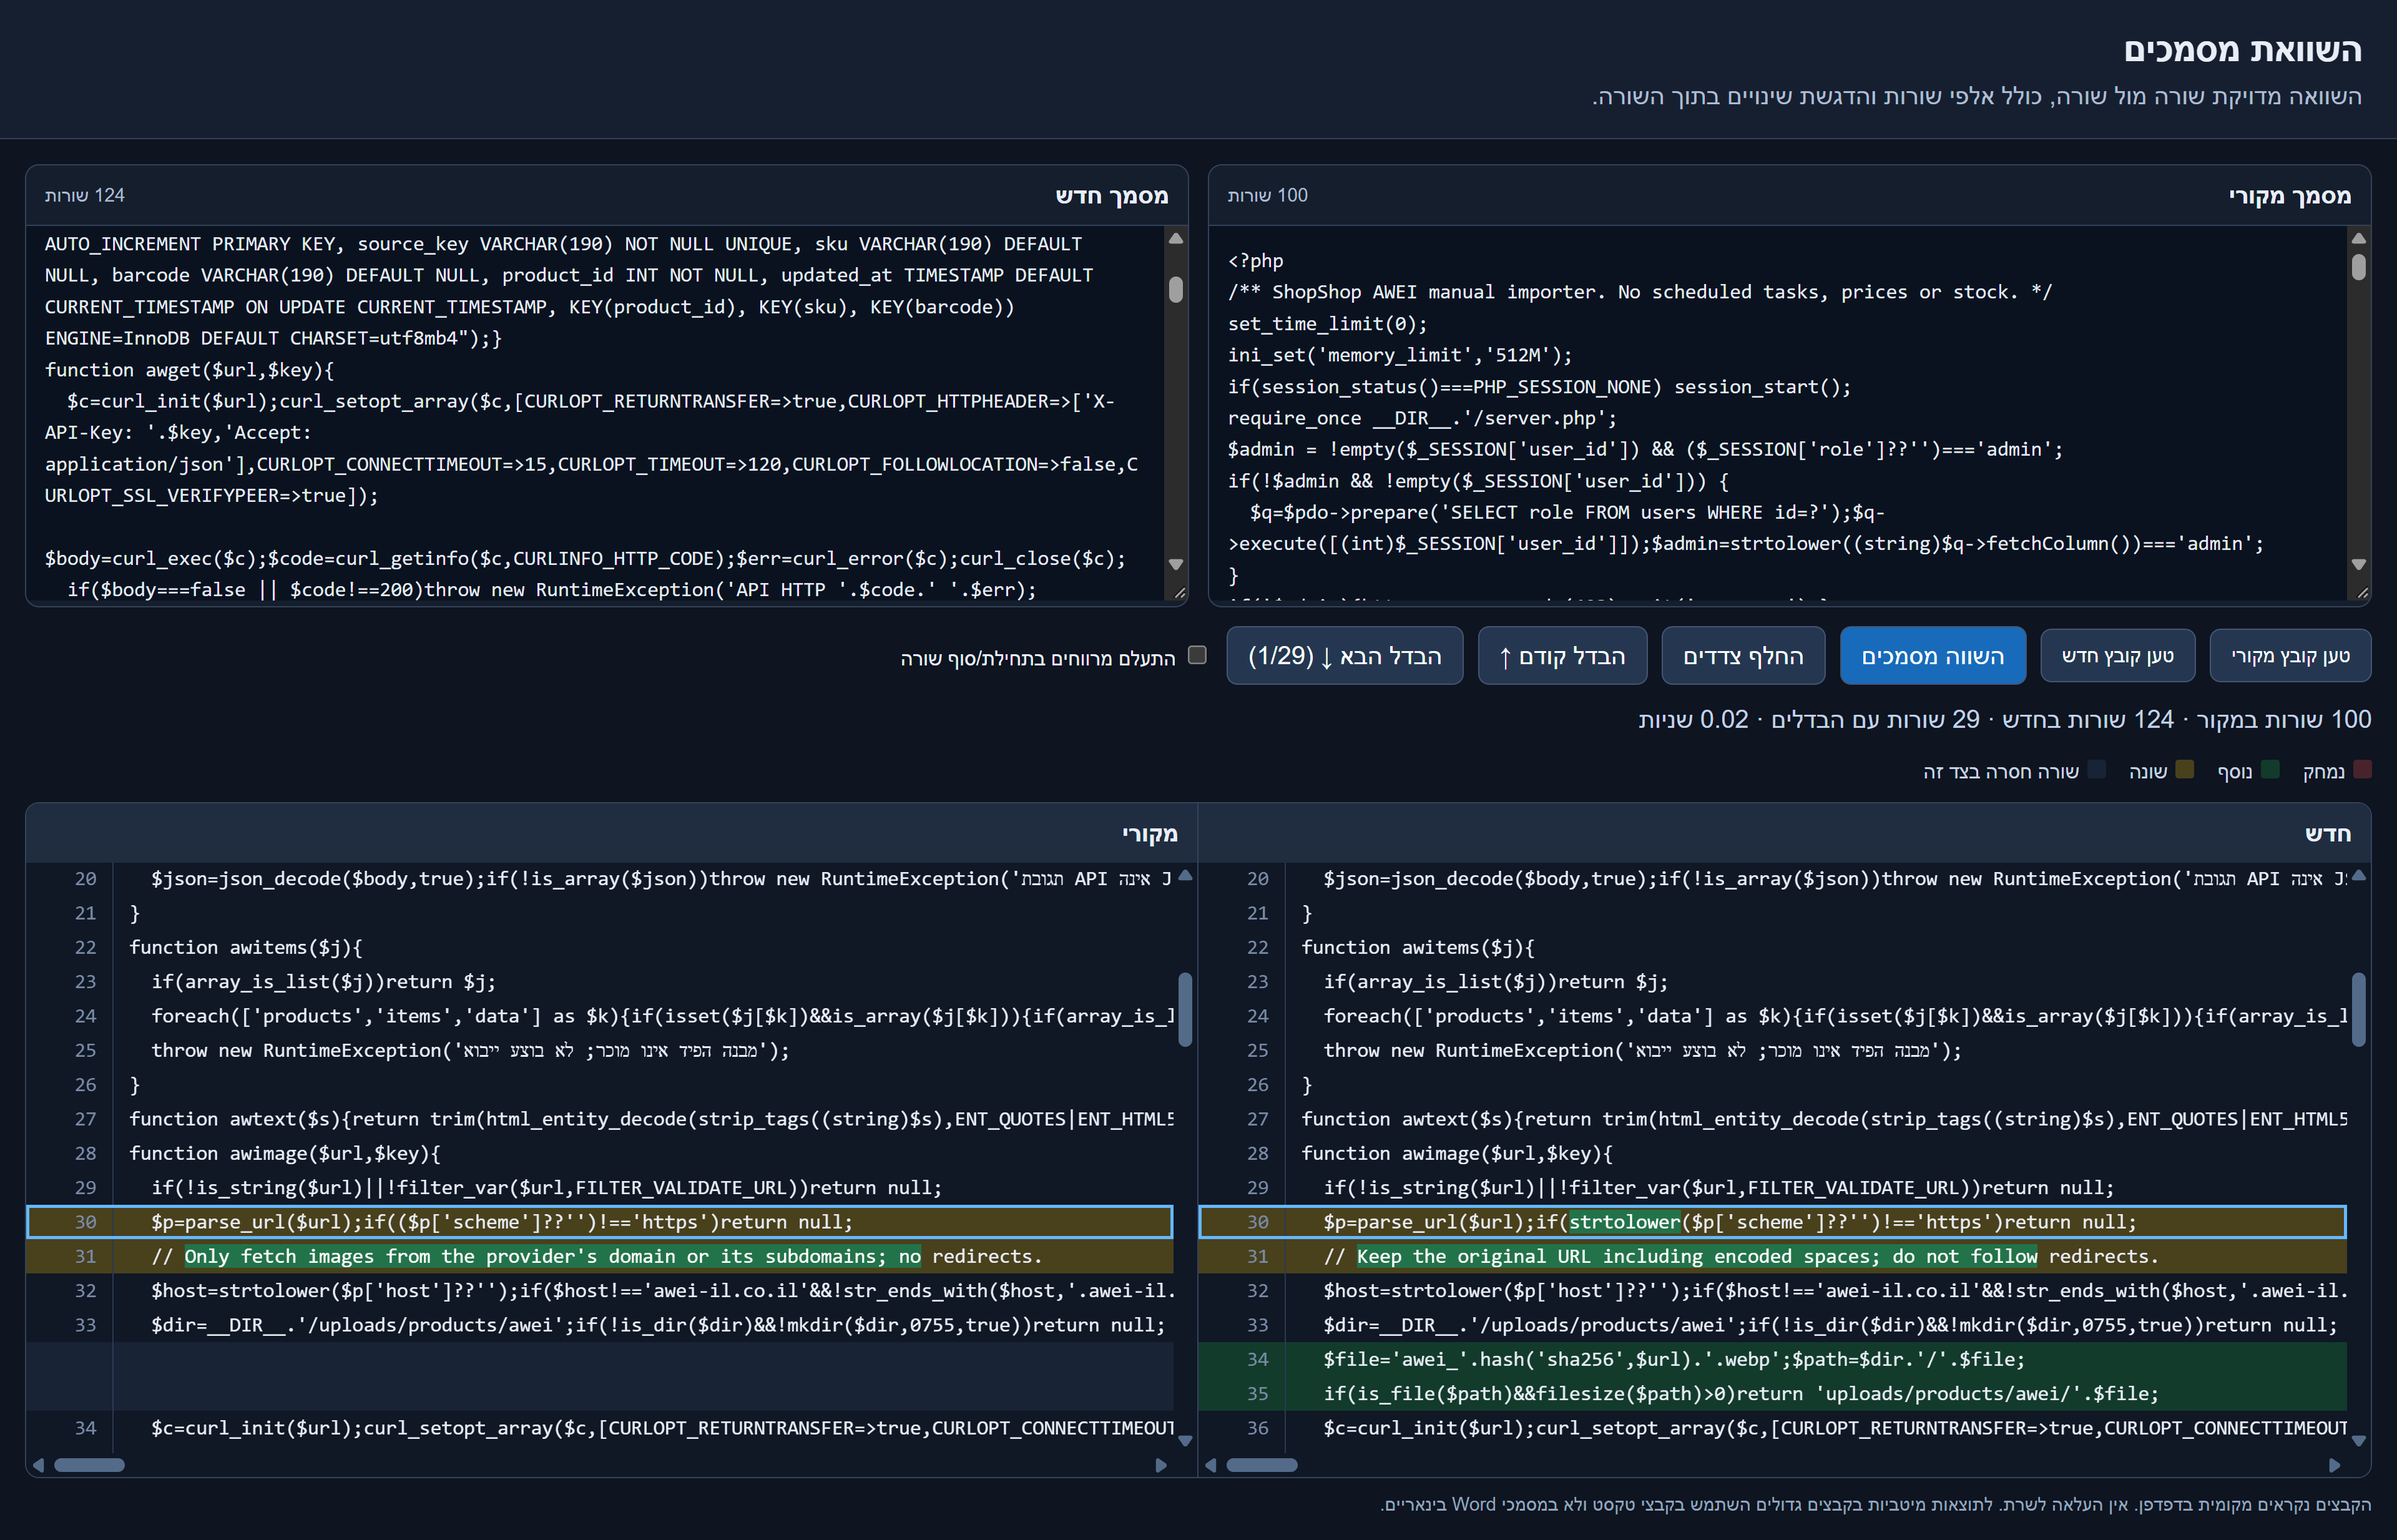 השוואת מסמכים
השוואה מדויקת שורה מול שורה, כולל אלפי שורות והדגשת שינויים בתוך השורה.
מסמך מקורי
100 שורות
<?php
/** ShopShop AWEI manual importer. No scheduled tasks, prices or stock. */
set_time_limit(0);
ini_set('memory_limit','512M');
if(session_status()===PHP_SESSION_NONE) session_start();
require_once __DIR__.'/server.php';
$admin = !empty($_SESSION['user_id']) && ($_SESSION['role']??'')==='admin';
if(!$admin && !empty($_SESSION['user_id'])) {
  $q=$pdo->prepare('SELECT role FROM users WHERE id=?');$q-
>execute([(int)$_SESSION['user_id']]);$admin=strtolower((string)$q->fetchColumn())==='admin';
}
מסמך חדש
124 שורות
AUTO_INCREMENT PRIMARY KEY, source_key VARCHAR(190) NOT NULL UNIQUE, sku VARCHAR(190) DEFAULT
NULL, barcode VARCHAR(190) DEFAULT NULL, product_id INT NOT NULL, updated_at TIMESTAMP DEFAULT
CURRENT_TIMESTAMP ON UPDATE CURRENT_TIMESTAMP, KEY(product_id), KEY(sku), KEY(barcode))
ENGINE=InnoDB DEFAULT CHARSET=utf8mb4");}
function awget($url,$key){
  $c=curl_init($url);curl_setopt_array($c,[CURLOPT_RETURNTRANSFER=>true,CURLOPT_HTTPHEADER=>['X-
API-Key: '.$key,'Accept:
application/json'],CURLOPT_CONNECTTIMEOUT=>15,CURLOPT_TIMEOUT=>120,CURLOPT_FOLLOWLOCATION=>false,C
URLOPT_SSL_VERIFYPEER=>true]);
$body=curl_exec($c);$code=curl_getinfo($c,CURLINFO_HTTP_CODE);$err=curl_error($c);curl_close($c);
  if($body===false || $code!==200)throw new RuntimeException('API HTTP '.$code.' '.$err);
טען קובץ מקורי
טען קובץ חדש
השווה מסמכים
החלף צדדים
הבדל קודם ↑
הבדל הבא ↓ (1/29)
התעלם מרווחים בתחילת/סוף שורה
100 שורות במקור · 124 שורות בחדש · 29 שורות עם הבדלים · 0.02 שניות
נמחק
נוסף
שונה
שורה חסרה בצד זה
חדש
20   $json=json_decode($body,true);if(!is_array($json))throw new RuntimeException('תגובת API אינה J
21 }
22 function awitems($j){
23   if(array_is_list($j))return $j;
24   foreach(['products','items','data'] as $k){if(isset($j[$k])&&is_array($j[$k])){if(array_is_l
25   throw new RuntimeException('מבנה הפיד אינו מוכר; לא בוצע ייבוא');
26 }
27 function awtext($s){return trim(html_entity_decode(strip_tags((string)$s),ENT_QUOTES|ENT_HTML5
28 function awimage($url,$key){
29   if(!is_string($url)||!filter_var($url,FILTER_VALIDATE_URL))return null;
30   $p=parse_url($url);if(strtolower($p['scheme']??'')!=='https')return null;
31   // Keep the original URL including encoded spaces; do not follow redirects.
32   $host=strtolower($p['host']??'');if($host!=='awei-il.co.il'&&!str_ends_with($host,'.awei-il.
33   $dir=__DIR__.'/uploads/products/awei';if(!is_dir($dir)&&!mkdir($dir,0755,true))return null;
34   $file='awei_'.hash('sha256',$url).'.webp';$path=$dir.'/'.$file;
35   if(is_file($path)&&filesize($path)>0)return 'uploads/products/awei/'.$file;
36   $c=curl_init($url);curl_setopt_array($c,[CURLOPT_RETURNTRANSFER=>true,CURLOPT_CONNECTTIMEOUT
מקורי
20   $json=json_decode($body,true);if(!is_array($json))throw new RuntimeException('תגובת API אינה J
21 }
22 function awitems($j){
23   if(array_is_list($j))return $j;
24   foreach(['products','items','data'] as $k){if(isset($j[$k])&&is_array($j[$k])){if(array_is_l
25   throw new RuntimeException('מבנה הפיד אינו מוכר; לא בוצע ייבוא');
26 }
27 function awtext($s){return trim(html_entity_decode(strip_tags((string)$s),ENT_QUOTES|ENT_HTML5
28 function awimage($url,$key){
29   if(!is_string($url)||!filter_var($url,FILTER_VALIDATE_URL))return null;
30   $p=parse_url($url);if(($p['scheme']??'')!=='https')return null;
31   // Only fetch images from the provider's domain or its subdomains; no redirects.
32   $host=strtolower($p['host']??'');if($host!=='awei-il.co.il'&&!str_ends_with($host,'.awei-il.
33   $dir=__DIR__.'/uploads/products/awei';if(!is_dir($dir)&&!mkdir($dir,0755,true))return null;
34   $c=curl_init($url);curl_setopt_array($c,[CURLOPT_RETURNTRANSFER=>true,CURLOPT_CONNECTTIMEOUT
הקבצים נקראים מקומית בדפדפן. אין העלאה לשרת. לתוצאות מיטביות בקבצים גדולים השתמש בקבצי טקסט ולא במסמכי Word בינאריים.